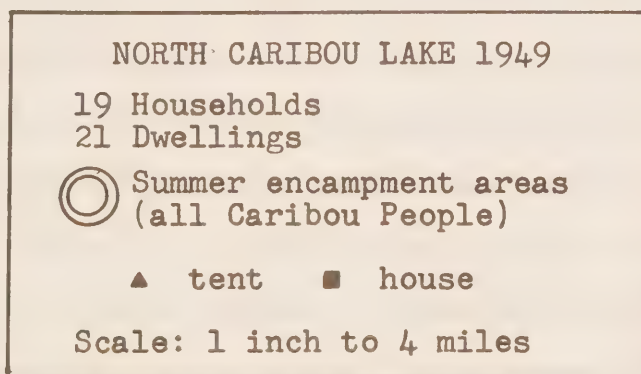 NORTH CARIBOU LAKE 1949
19 Households
21 Dwellings
Summer encampment areas
(all Caribou People)
tent house
Scale: 1 inch to 4 miles